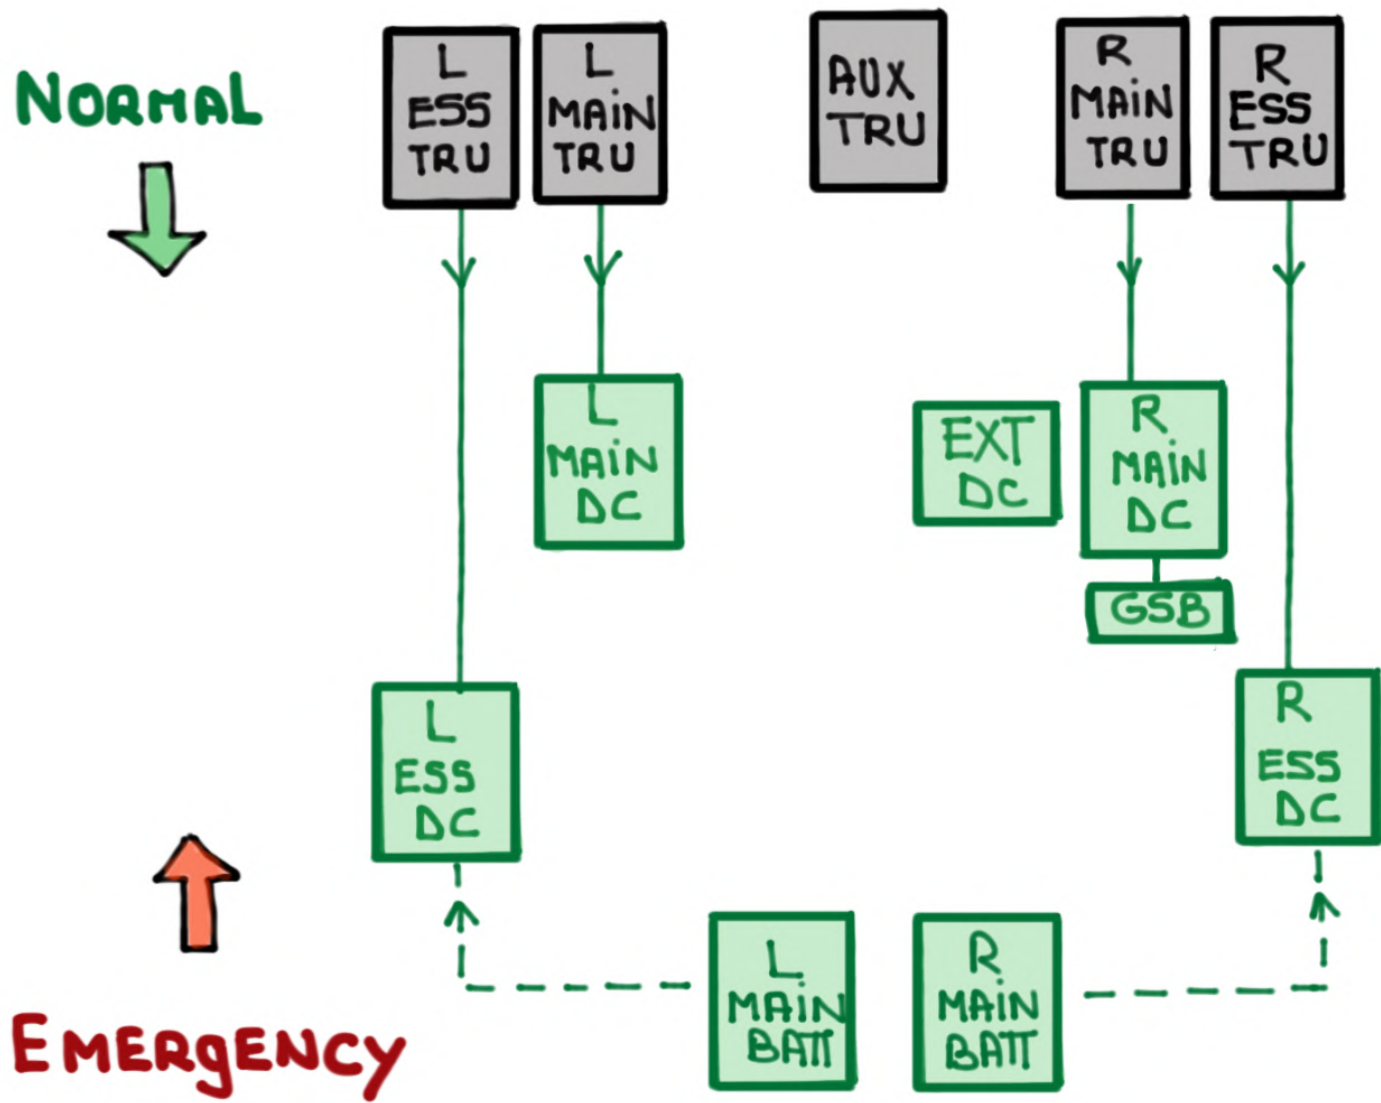 NORMAL
L
ESS
TRU
L
MAiN
TRU
AUX
TRU
R
MAiN
TRU
R
ESS
TRU
L
MAiN
DC
EXT
DC
R
MAiN
DC
GSB
L
ESS
DC
R
ESS
DC
L
MAiN
BATT
R
MAiN
BATT
EMERgENCY